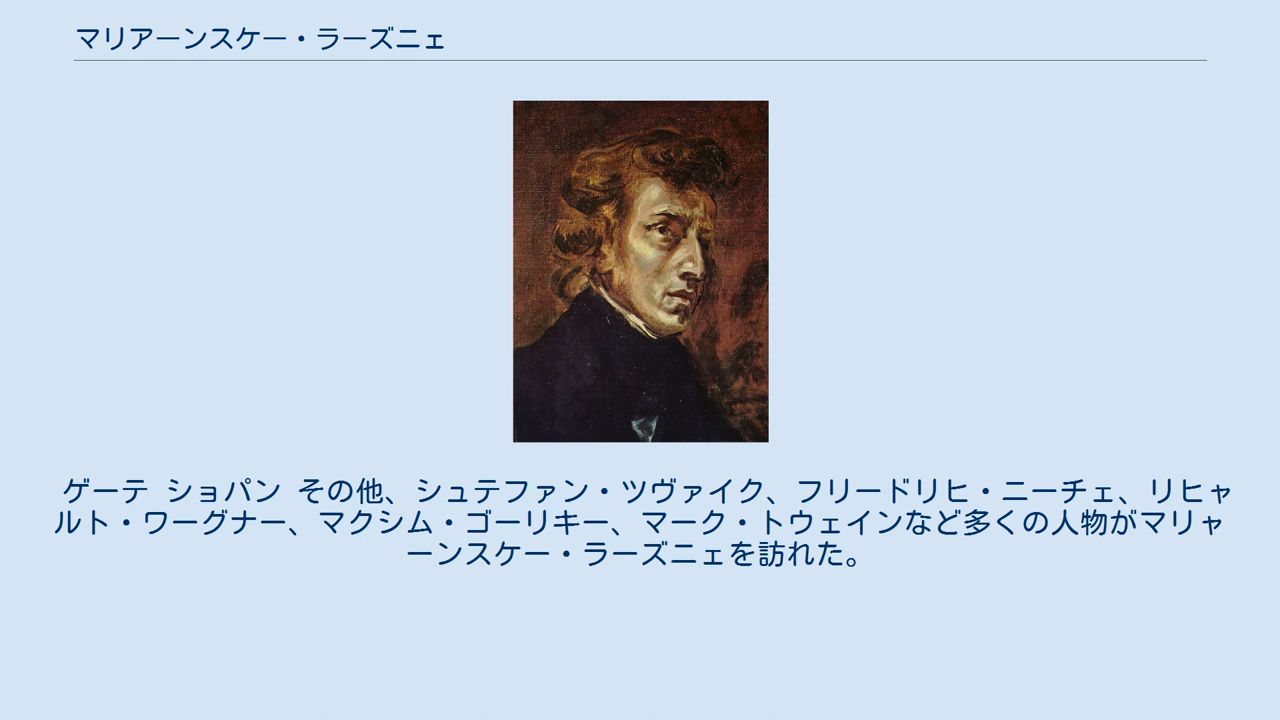 マリアーンスケー・ラーズニェ
ゲーテ ショパン その他、シュテファン・ツヴァイク、フリードリヒ・ニーチェ、リヒャ
ルト・ワーグナー、マクシム・ゴーリキー、マーク・トウェインなど多くの人物がマリャ
ーンスケー・ラーズニェを訪れた。